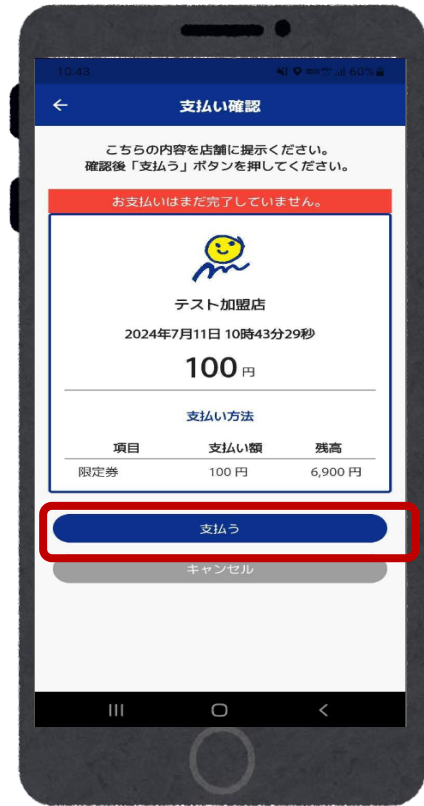 10:43
60%
支払い確認
こちらの内容を店舗に提示ください。
確認後「支払う」ボタンを押してください。
お支払いはまだ完了していません。
テスト加盟店
2024年7月11日 10時43分29秒
100 円
支払い方法
項目 支払い額 残高
限定券 100 円 6,900 円
支払う
キャンセル